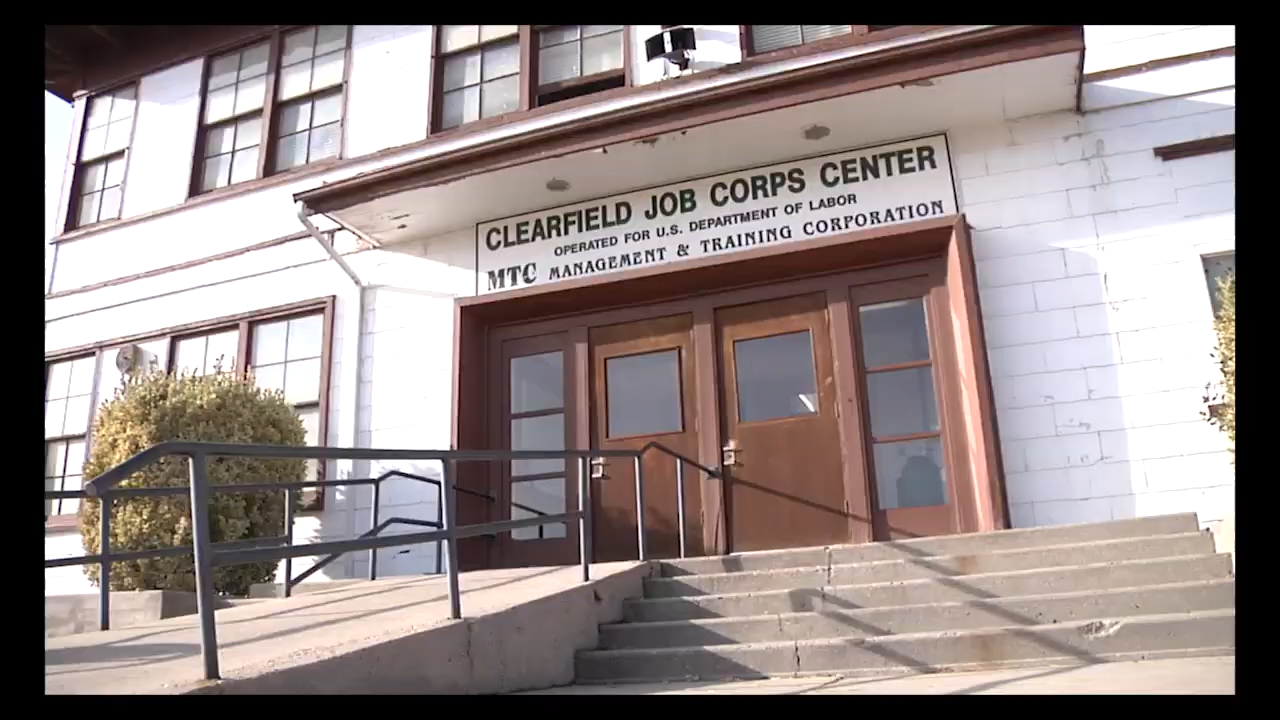 CLEARFIELD JOB CORPS CENTER
OPERATED FOR U.S. DEPARTMENT OF LABOR
MTC MANAGEMENT & TRAINING CORPORATION